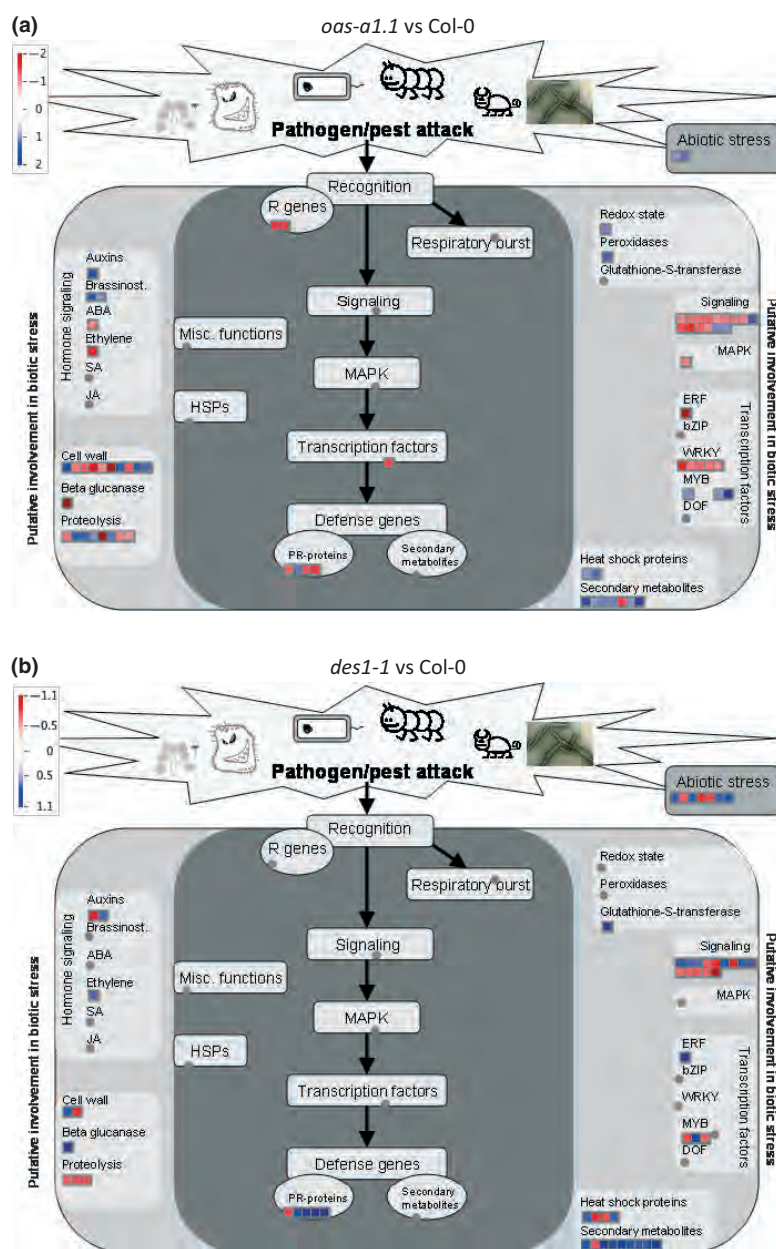 (a)
oas-a1.1 vs Col-0
−2
−1
0
1
2
Pathogen/pest attack
Abiotic stress
Recognition
R genes
Respiratory burst
Redox state
Peroxidases
Glutathione-S-transferase
Putative involvement in biotic stress
Hormone signaling
Auxins
Brassinost.
ABA
Ethylene
SA
JA
Signaling
Misc. functions
MAPK
HSPs
Transcription factors
Cell wall
Beta glucanase
Proteolysis
Defense genes
PR-proteins
Secondary
metabolites
Signaling
MAPK
ERF
bZIP
WRKY
MYB
DOF
Transcription factors
Putative involvement in biotic stress
Heat shock proteins
Secondary metabolites
(b)
des1-1 vs Col-0
−1.1
−0.5
0
0.5
1.1
Pathogen/pest attack
Abiotic stress
Recognition
R genes
Respiratory burst
Redox state
Peroxidases
Glutathione-S-transferase
Putative involvement in biotic stress
Hormone signaling
Auxins
Brassinost.
ABA
Ethylene
SA
JA
Signaling
Misc. functions
MAPK
HSPs
Transcription factors
Cell wall
Beta glucanase
Proteolysis
Defense genes
PR-proteins
Secondary
metabolites
Signaling
MAPK
ERF
bZIP
WRKY
MYB
DOF
Transcription factors
Putative involvement in biotic stress
Heat shock proteins
Secondary metabolites